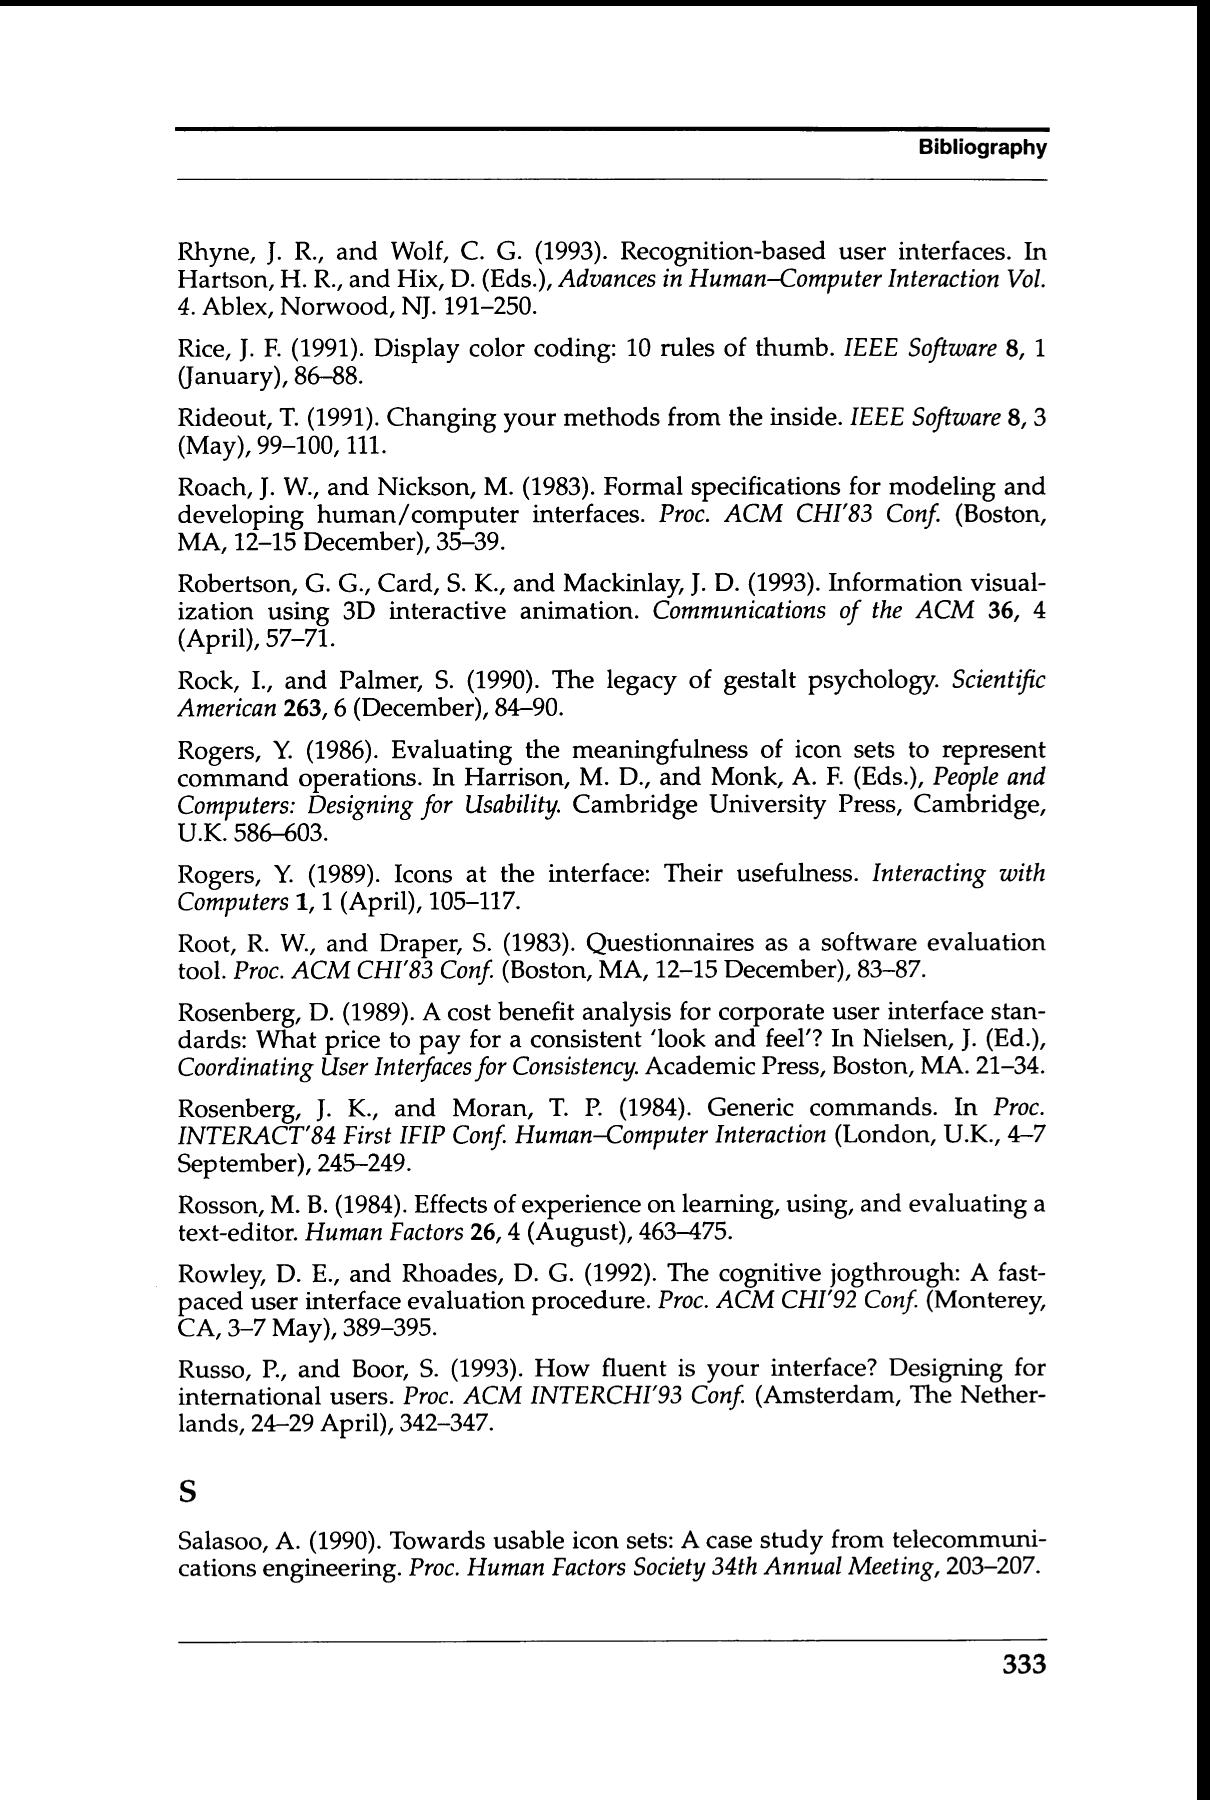 Bibliography
Rhyne, J. R., and Wolf, C. G. (1993). Recognition-based user interfaces. In
Hartson, H. R., and Hix, D. (Eds.), Advances in Human–Computer Interaction Vol.
4. Ablex, Norwood, NJ. 191–250.
Rice, J. F. (1991). Display color coding: 10 rules of thumb. IEEE Software 8, 1
(January), 86–88.
Rideout, T. (1991). Changing your methods from the inside. IEEE Software 8, 3
(May), 99–100, 111.
Roach, J. W., and Nickson, M. (1983). Formal specifications for modeling and
developing human/computer interfaces. Proc. ACM CHI'83 Conf. (Boston,
MA, 12–15 December), 35–39.
Robertson, G. G., Card, S. K., and Mackinlay, J. D. (1993). Information visual-
ization using 3D interactive animation. Communications of the ACM 36, 4
(April), 57–71.
Rock, I., and Palmer, S. (1990). The legacy of gestalt psychology. Scientific
American 263, 6 (December), 84–90.
Rogers, Y. (1986). Evaluating the meaningfulness of icon sets to represent
command operations. In Harrison, M. D., and Monk, A. F. (Eds.), People and
Computers: Designing for Usability. Cambridge University Press, Cambridge,
U.K. 586–603.
Rogers, Y. (1989). Icons at the interface: Their usefulness. Interacting with
Computers 1, 1 (April), 105–117.
Root, R. W., and Draper, S. (1983). Questionnaires as a software evaluation
tool. Proc. ACM CHI'83 Conf. (Boston, MA, 12–15 December), 83–87.
Rosenberg, D. (1989). A cost benefit analysis for corporate user interface stan-
dards: What price to pay for a consistent 'look and feel'? In Nielsen, J. (Ed.),
Coordinating User Interfaces for Consistency. Academic Press, Boston, MA. 21–34.
Rosenberg, J. K., and Moran, T. P. (1984). Generic commands. In Proc.
INTERACT'84 First IFIP Conf. Human–Computer Interaction (London, U.K., 4–7
September), 245–249.
Rosson, M. B. (1984). Effects of experience on learning, using, and evaluating a
text-editor. Human Factors 26, 4 (August), 463–475.
Rowley, D. E., and Rhoades, D. G. (1992). The cognitive jogthrough: A fast-
paced user interface evaluation procedure. Proc. ACM CHI'92 Conf. (Monterey,
CA, 3–7 May), 389–395.
Russo, P., and Boor, S. (1993). How fluent is your interface? Designing for
international users. Proc. ACM INTERCHI'93 Conf. (Amsterdam, The Nether-
lands, 24–29 April), 342–347.
S
Salasoo, A. (1990). Towards usable icon sets: A case study from telecommuni-
cations engineering. Proc. Human Factors Society 34th Annual Meeting, 203–207.
333